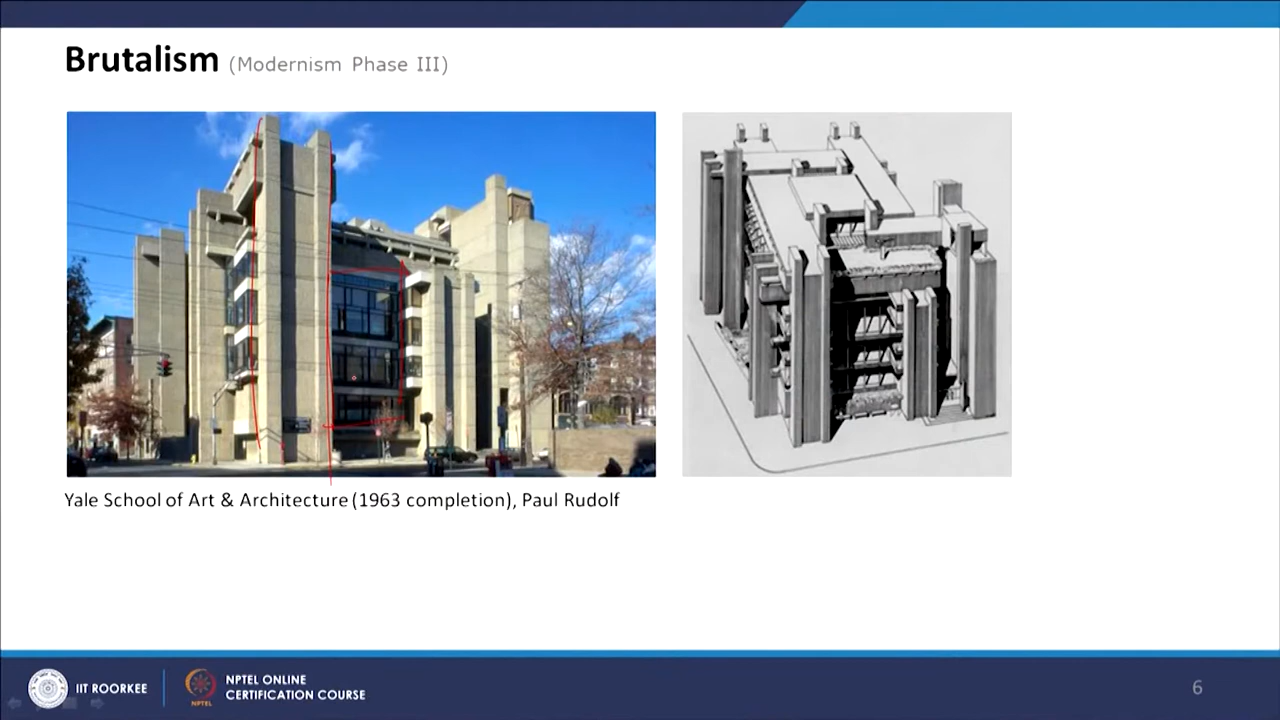 Brutalism (Modernism Phase III)
Yale School of Art & Architecture (1963 completion), Paul Rudolf
IIT ROORKEE
NPTEL
NPTEL ONLINE
CERTIFICATION COURSE
6